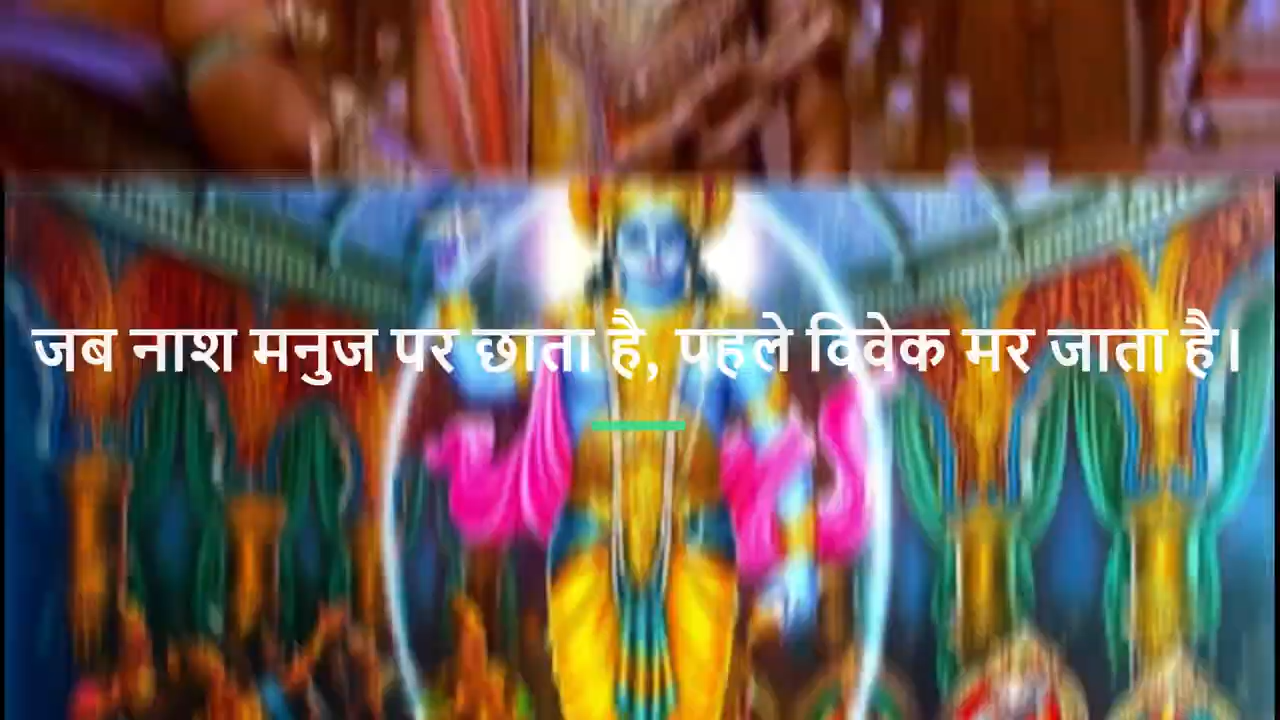 जब नाश मनुज पर छाता है, पहले विवेक मर जाता है।